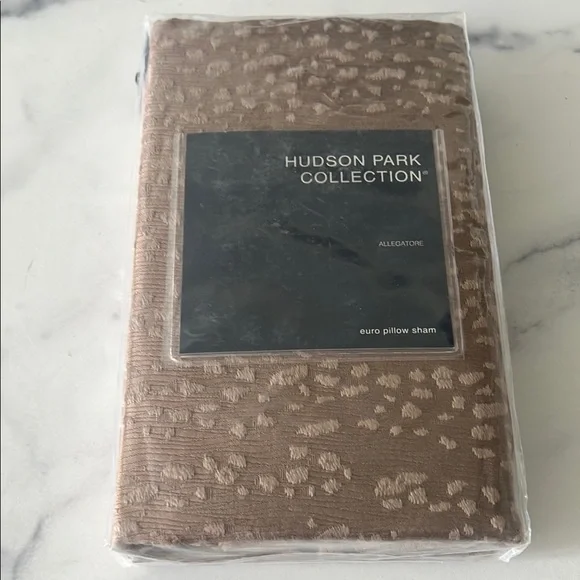 HUDSON PARK
COLLECTION®
ALLEGATORE
euro pillow sham